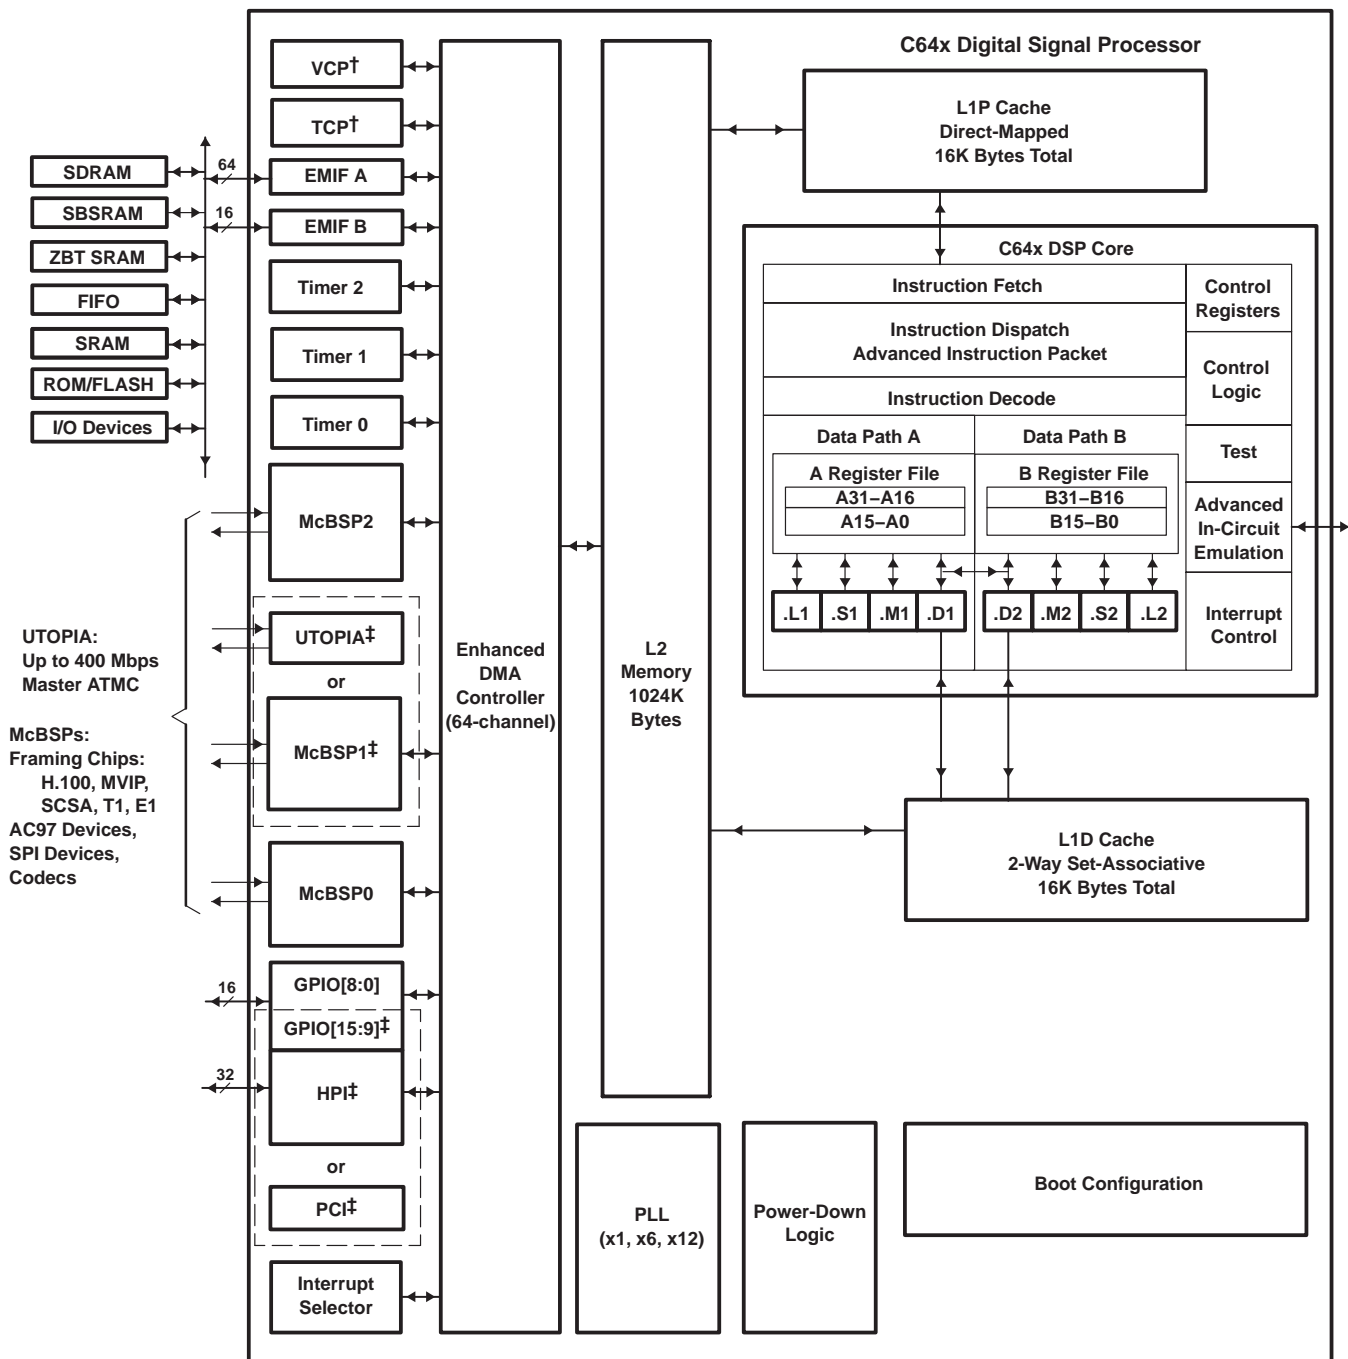 C64x Digital Signal Processor
VCP†
TCP†
EMIF A
EMIF B
Timer 2
Timer 1
Timer 0
McBSP2
UTOPIA‡
or
McBSP1‡
McBSP0
GPIO[8:0]
GPIO[15:9]‡
HPI‡
or
PCI‡
Interrupt
Selector
64
16
16
32
SDRAM
SBSRAM
ZBT SRAM
FIFO
SRAM
ROM/FLASH
I/O Devices
UTOPIA:
Up to 400 Mbps
Master ATMC
McBSPs:
Framing Chips:
H.100, MVIP,
SCSA, T1, E1
AC97 Devices,
SPI Devices,
Codecs
Enhanced
DMA
Controller
(64-channel)
L2
Memory
1024K
Bytes
L1P Cache
Direct-Mapped
16K Bytes Total
C64x DSP Core
Instruction Fetch
Instruction Dispatch
Advanced Instruction Packet
Instruction Decode
Data Path A
Data Path B
A Register File
A31–A16
A15–A0
B Register File
B31–B16
B15–B0
.L1 .S1 .M1 .D1
.D2 .M2 .S2 .L2
Control
Registers
Control
Logic
Test
Advanced
In-Circuit
Emulation
Interrupt
Control
L1D Cache
2-Way Set-Associative
16K Bytes Total
PLL
(x1, x6, x12)
Power-Down
Logic
Boot Configuration